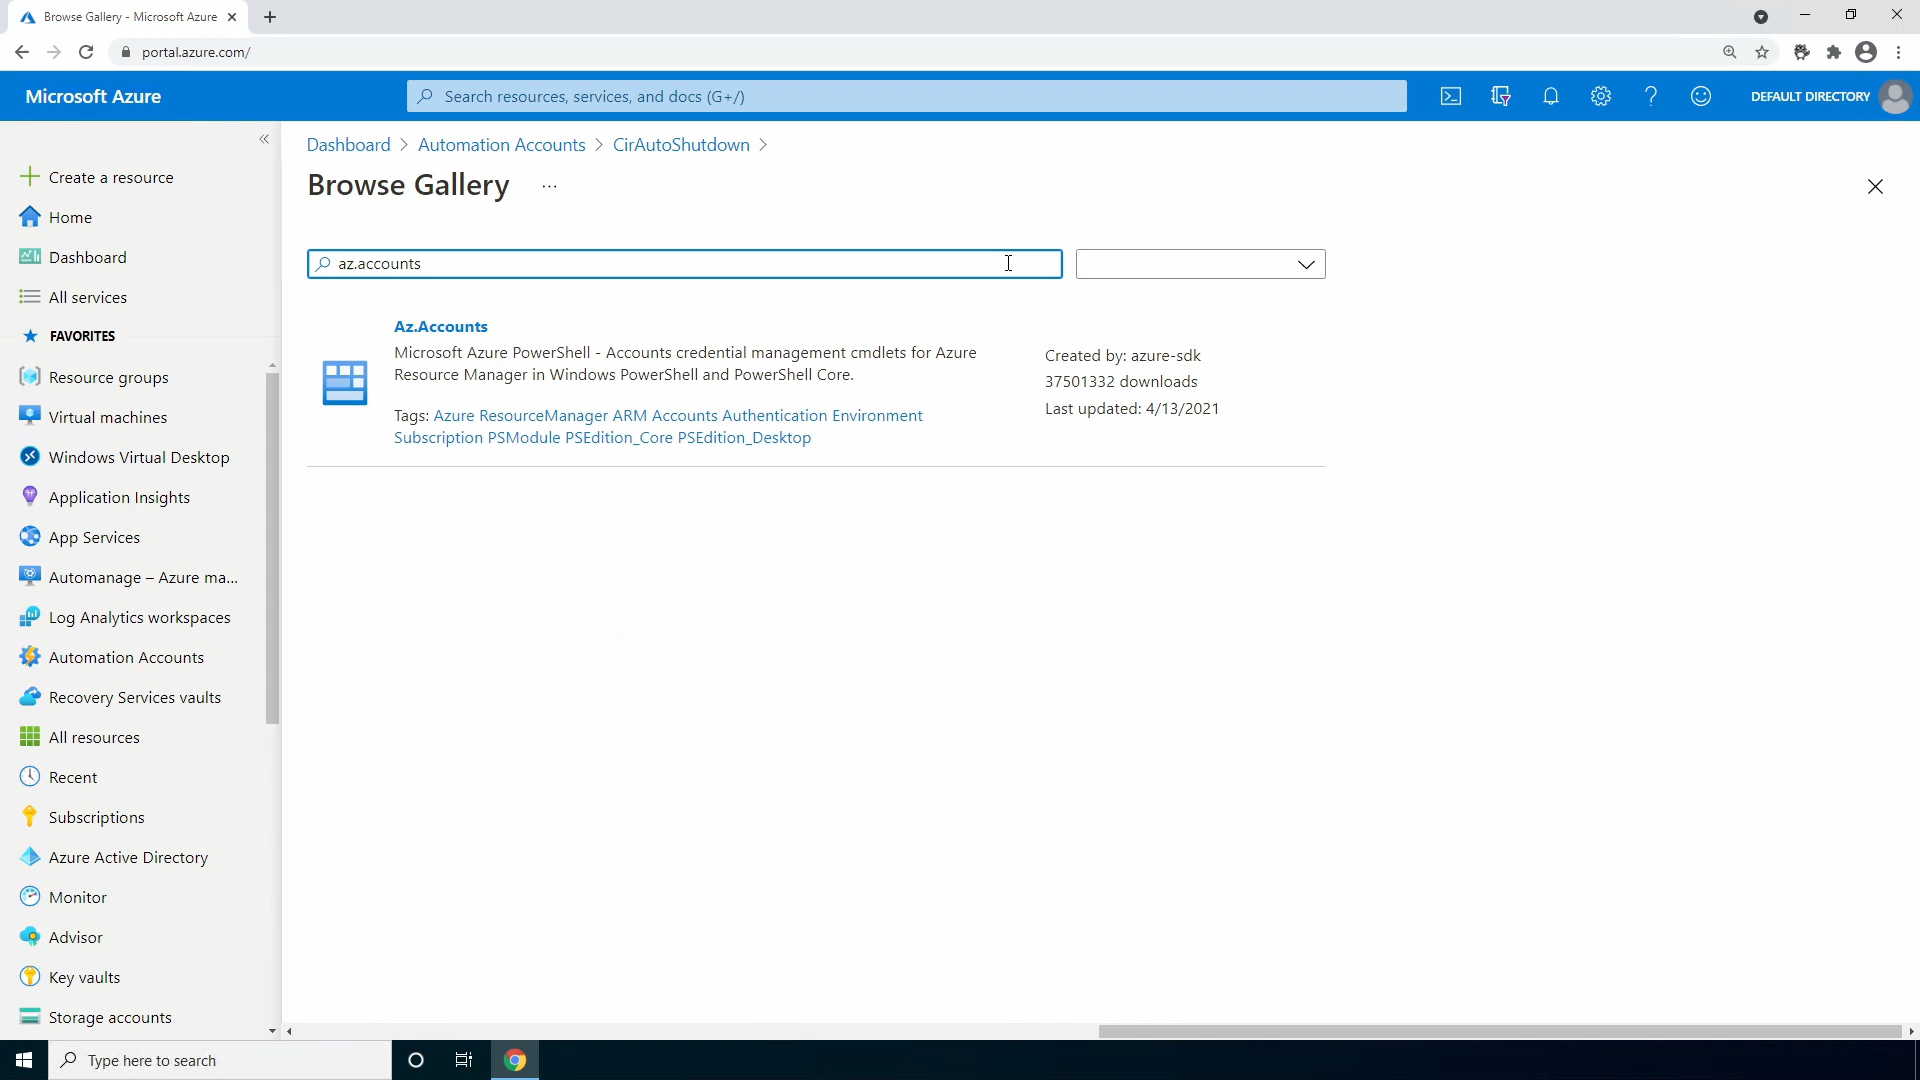 Browse Gallery - Microsoft Azure
portal.azure.com/
Microsoft Azure
Search resources, services, and docs (G+/)
DEFAULT DIRECTORY
Create a resource
Home
Dashboard
All services
FAVORITES
Resource groups
Virtual machines
Windows Virtual Desktop
Application Insights
App Services
Automanage – Azure ma...
Log Analytics workspaces
Automation Accounts
Recovery Services vaults
All resources
Recent
Subscriptions
Azure Active Directory
Monitor
Advisor
Key vaults
Storage accounts
Dashboard > Automation Accounts > CirAutoShutdown >
Browse Gallery ...
az.accounts
Az.Accounts
Microsoft Azure PowerShell - Accounts credential management cmdlets for Azure
Resource Manager in Windows PowerShell and PowerShell Core.
Tags: Azure ResourceManager ARM Accounts Authentication Environment
Subscription PSModule PSEdition_Core PSEdition_Desktop
Created by: azure-sdk
37501332 downloads
Last updated: 4/13/2021
Type here to search